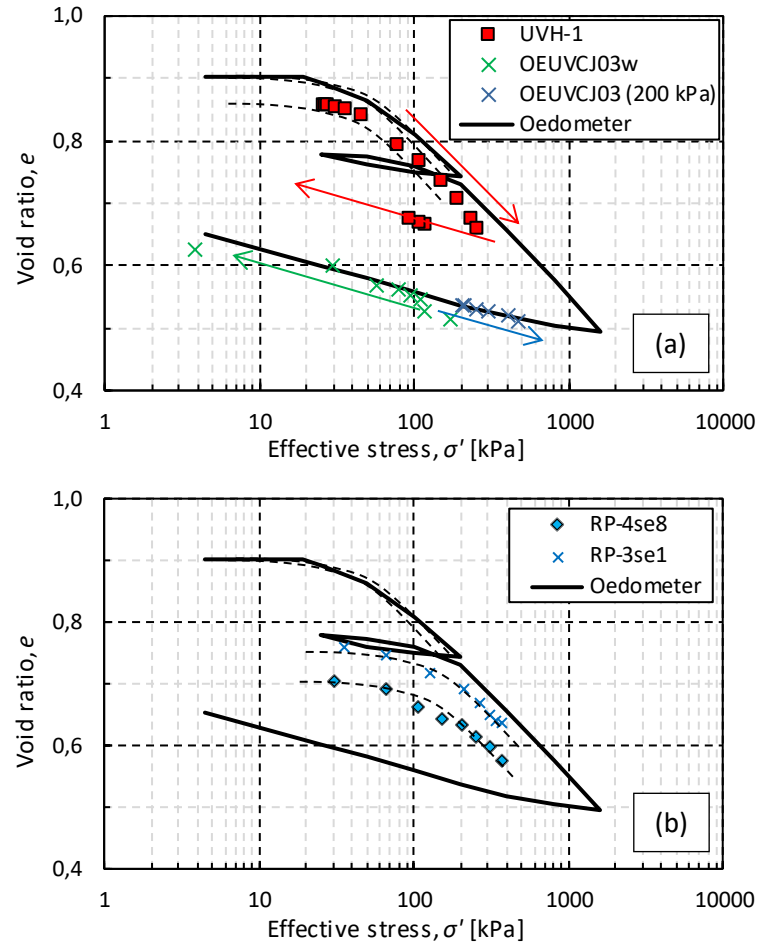 1,0
0,8
0,6
0,4
Void ratio, e
UVH-1
OEUVCJ03w
OEUVCJ03 (200 kPa)
Oedometer
(a)
1 10 100 1000 10000
Effective stress, σ' [kPa]
1,0
0,8
0,6
0,4
Void ratio, e
RP-4se8
RP-3se1
Oedometer
(b)
1 10 100 1000 10000
Effective stress, σ' [kPa]